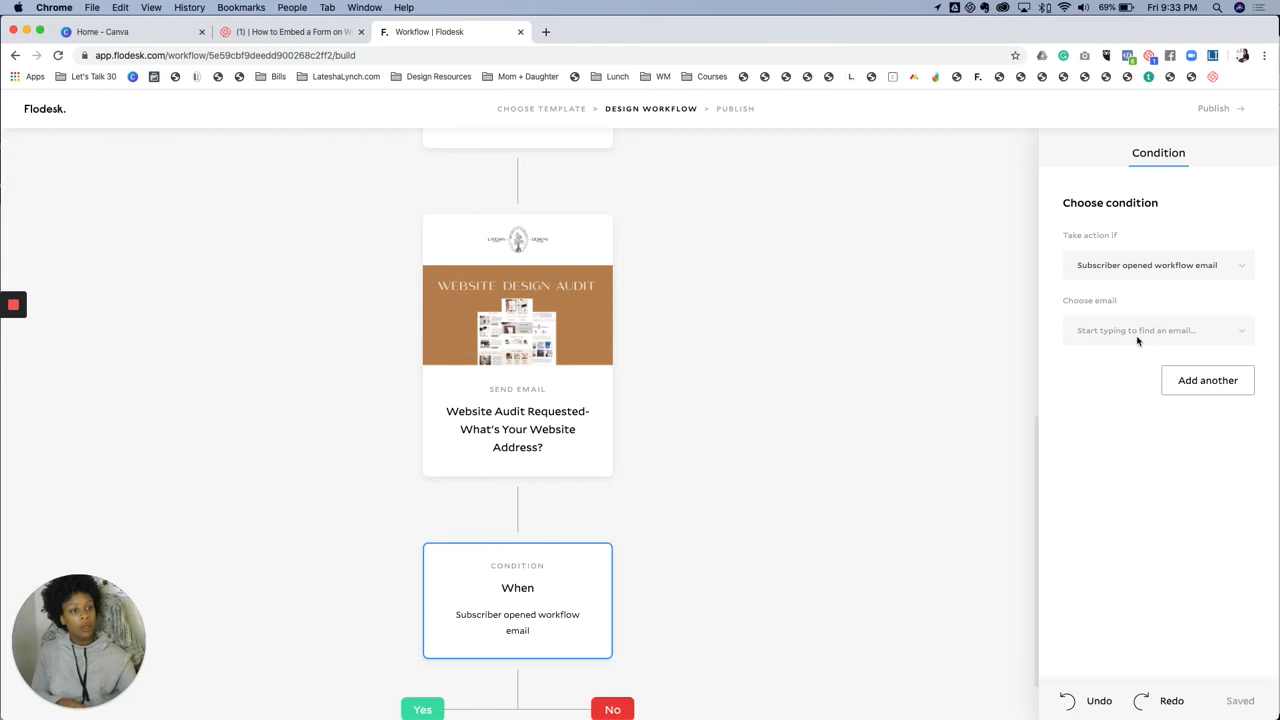 Chrome File Edit View History Bookmarks People Tab Window Help
69% Fri 9:33 PM
Home - Canva
(1) | How to Embed a Form on W
F. Workflow | Flodesk
app.flodesk.com/workflow/5e59cbf9deedd900268c2ff2/build
Apps Let's Talk 30 Bills LateshaLynch.com Design Resources Mom + Daughter Lunch WM Courses
Flodesk.
CHOOSE TEMPLATE > DESIGN WORKFLOW > PUBLISH
Publish
Condition
Choose condition
Take action if
Subscriber opened workflow email
Choose email
Start typing to find an email...
Add another
LATESHA DESIGNS
WEBSITE DESIGN AUDIT
SEND EMAIL
Website Audit Requested-
What's Your Website
Address?
CONDITION
When
Subscriber opened workflow
email
Yes
No
Undo
Redo
Saved